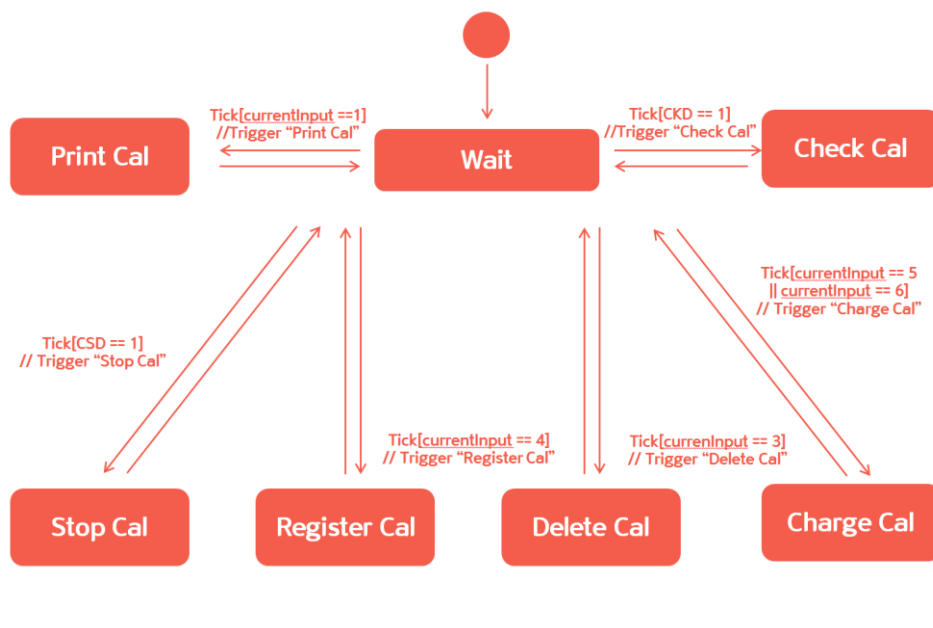 Tick[currentInput ==1]
//Trigger “Print Cal”
Tick[CKD == 1]
//Trigger “Check Cal”
Print Cal
Wait
Check Cal
Tick[currentInput == 5
|| currentInput == 6]
// Trigger “Charge Cal”
Tick[CSD == 1]
// Trigger “Stop Cal”
Tick[currentInput == 4]
// Trigger “Register Cal”
Tick[currenInput == 3]
// Trigger “Delete Cal”
Stop Cal
Register Cal
Delete Cal
Charge Cal